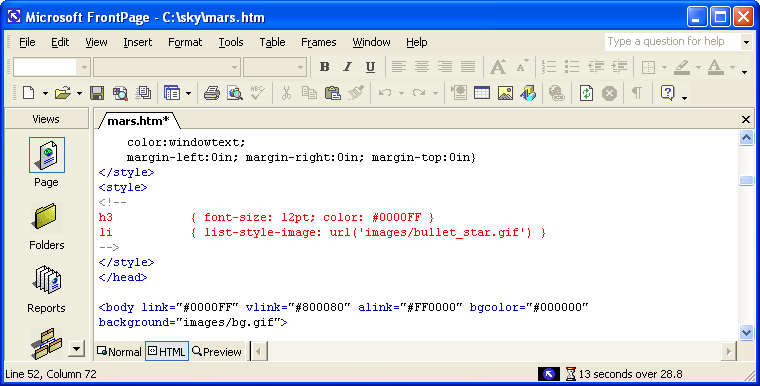 Microsoft FrontPage - C:\sky\mars.htm
File Edit View Insert Format Tools Table Frames Window Help
Type a question for help
B I U A A A
ABC ¶ ?
Views
mars.htm*
Page
Folders
Reports
color:windowtext;
margin-left:0in; margin-right:0in; margin-top:0in}
</style>
<style>
<!--
h3 { font-size: 12pt; color: #0000FF }
li { list-style-image: url('images/bullet_star.gif') }
-->
</style>
</head>
<body link="#0000FF" vlink="#800080" alink="#FF0000" bgcolor="#000000"
background="images/bg.gif">
Normal HTML Preview
Line 52, Column 72
13 seconds over 28.8